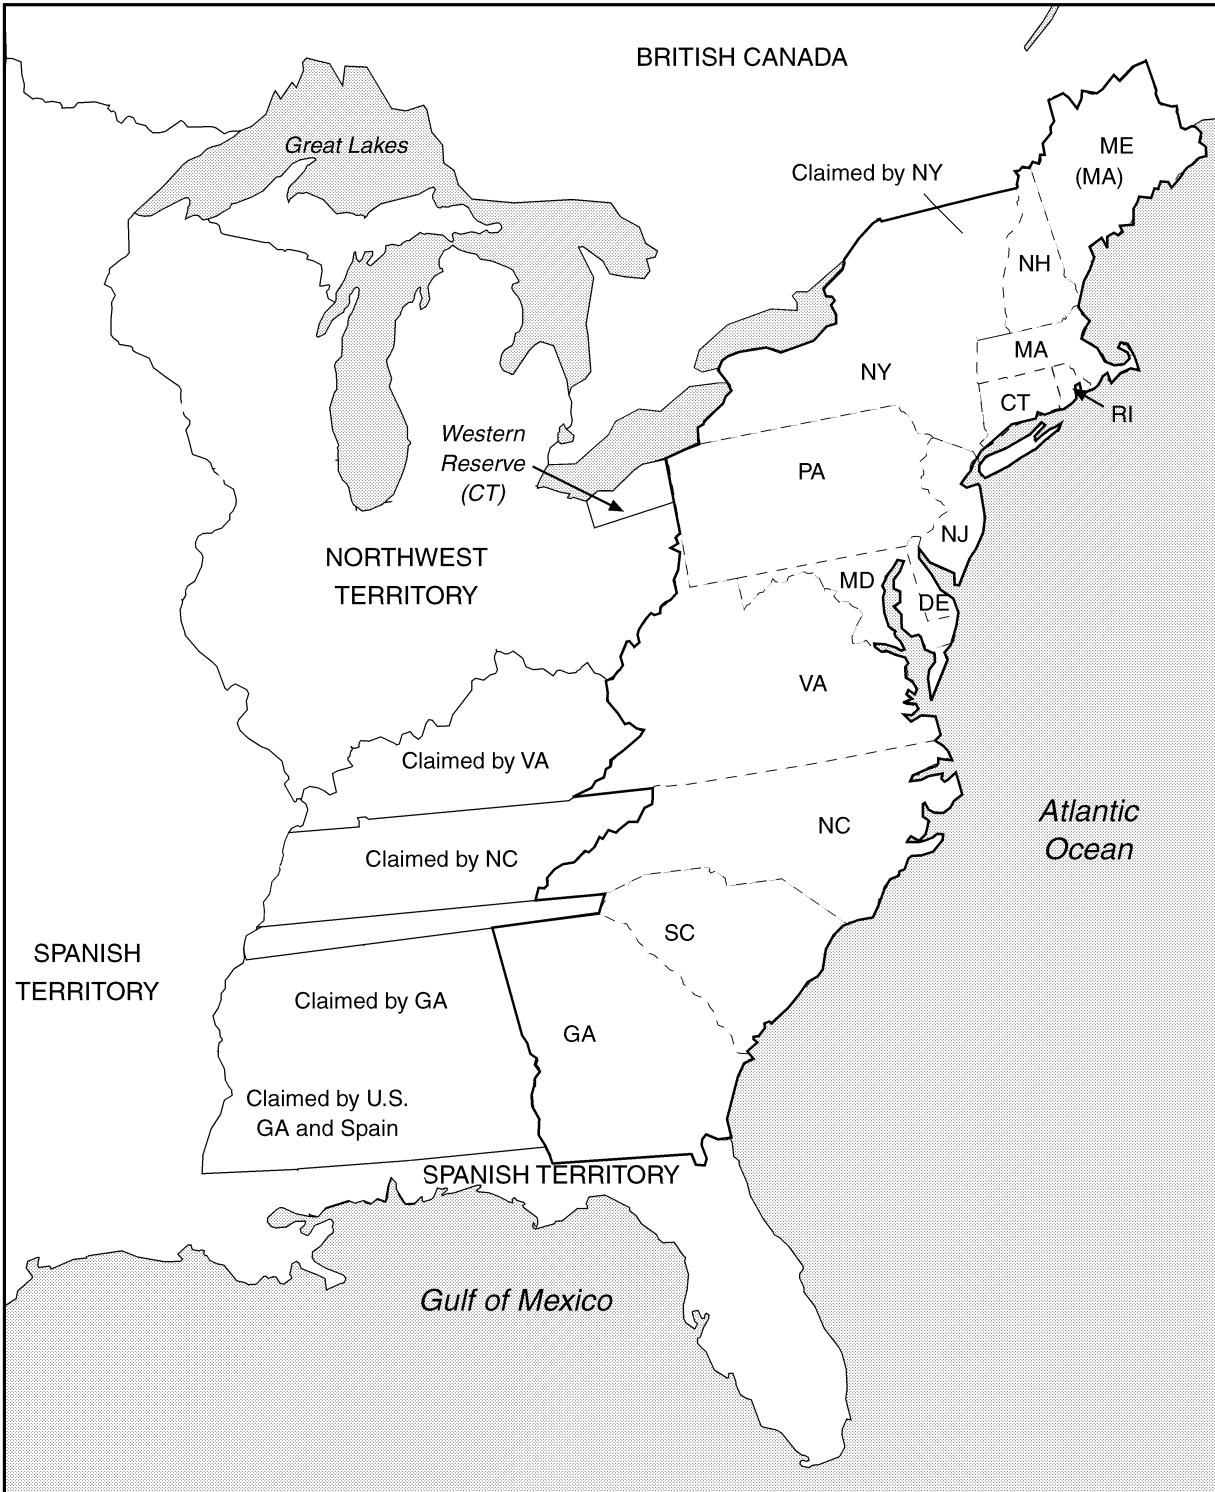 BRITISH CANADA
Great Lakes
ME
(MA)
Claimed by NY
NH
MA
NY
CT
RI
Western
Reserve
(CT)
PA
NJ
NORTHWEST
TERRITORY
MD
DE
VA
Claimed by VA
Atlantic
Ocean
NC
Claimed by NC
SC
SPANISH
TERRITORY
Claimed by GA
GA
Claimed by U.S.
GA and Spain
SPANISH TERRITORY
Gulf of Mexico